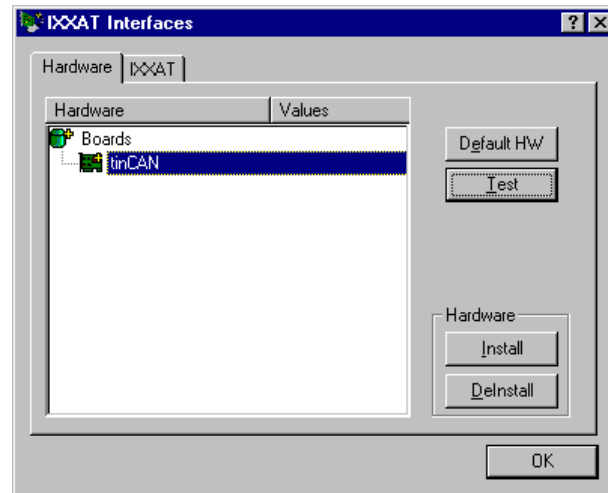 IXXAT Interfaces
Hardware IXXAT
Hardware Values
Boards
tinCAN
Default HW
Test
Hardware
Install
DeInstall
OK